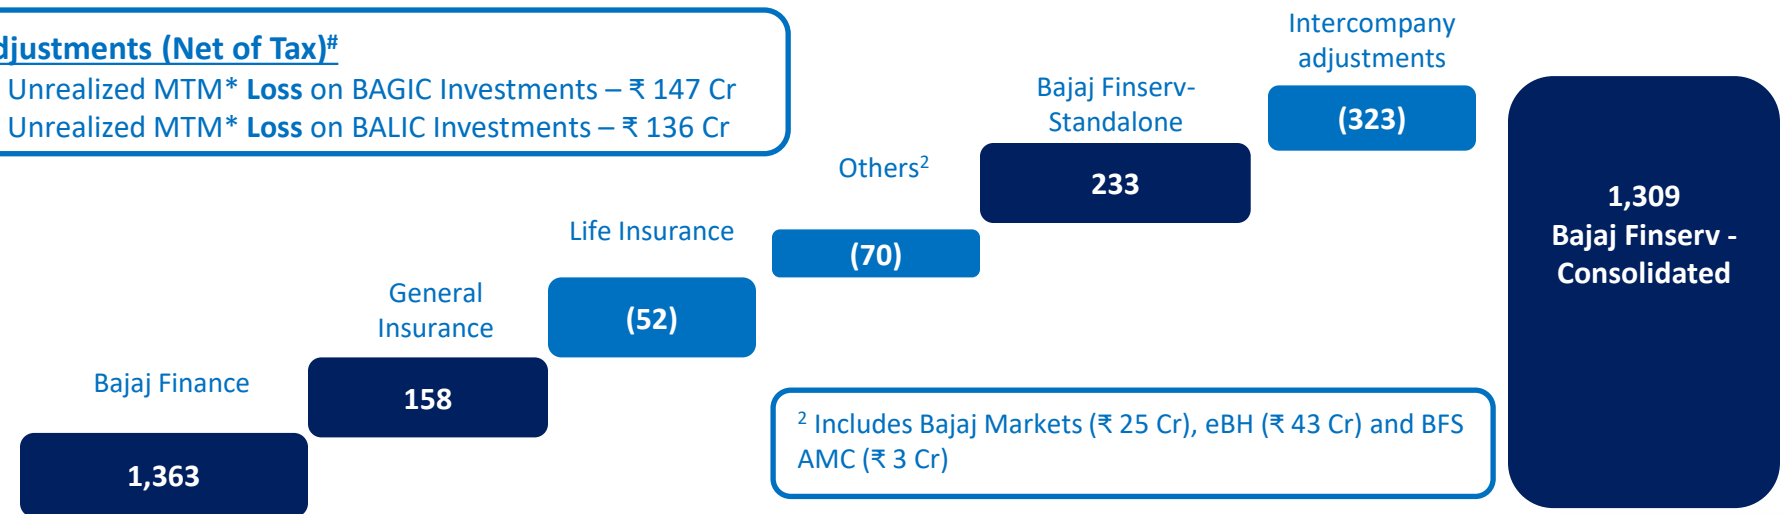 djustments (Net of Tax)#
Unrealized MTM* Loss on BAGIC Investments – ₹ 147 Cr
Unrealized MTM* Loss on BALIC Investments – ₹ 136 Cr
Intercompany
adjustments
(323)
Bajaj Finserv-
Standalone
233
Others2
(70)
Life Insurance
(52)
General
Insurance
158
Bajaj Finance
1,363
1,309
Bajaj Finserv -
Consolidated
2 Includes Bajaj Markets (₹ 25 Cr), eBH (₹ 43 Cr) and BFS
AMC (₹ 3 Cr)